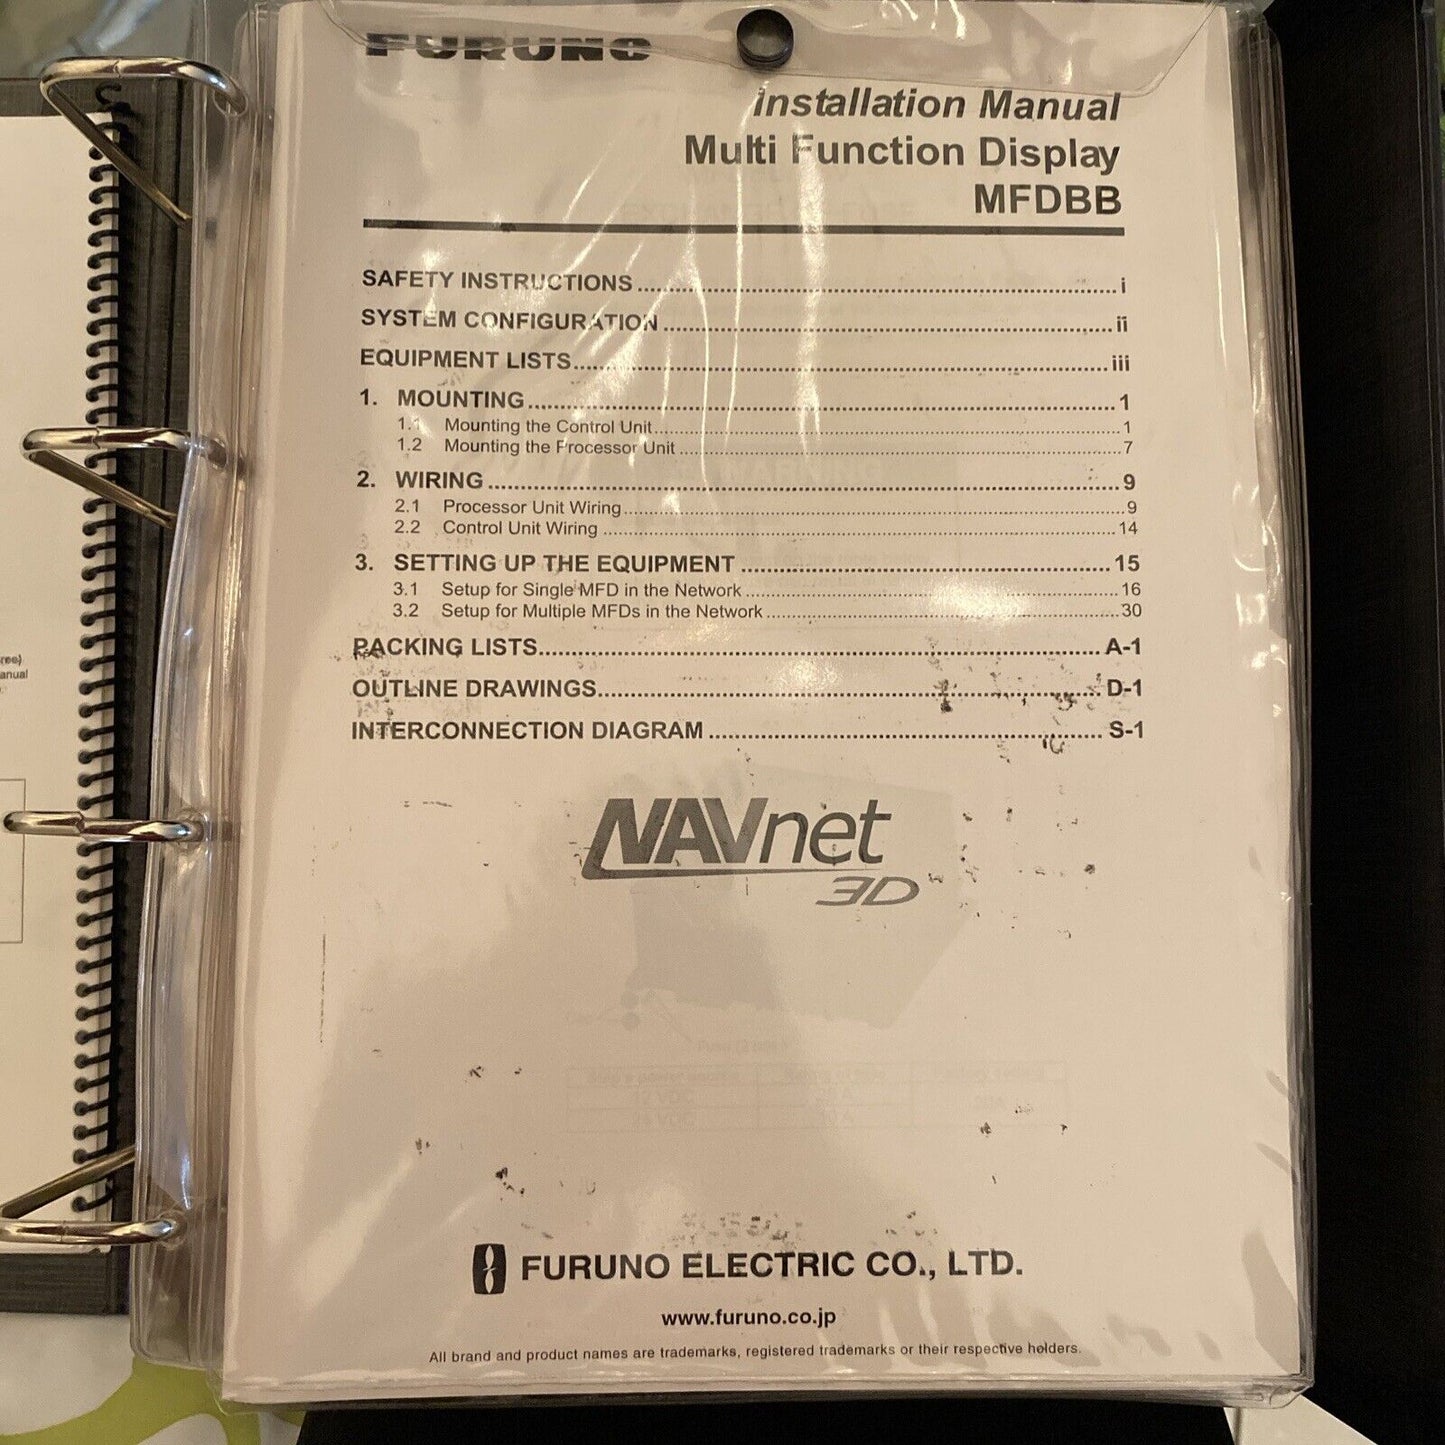 FURUNO
Installation Manual
Multi Function Display
MFDBB
SAFETY INSTRUCTIONS ........ i
SYSTEM CONFIGURATION ........ ii
EQUIPMENT LISTS ........ iii
1. MOUNTING ........ 1
1.1 Mounting the Control Unit ........ 1
1.2 Mounting the Processor Unit ........ 7
2. WIRING ........ 9
2.1 Processor Unit Wiring ........ 9
2.2 Control Unit Wiring ........ 14
3. SETTING UP THE EQUIPMENT ........ 15
3.1 Setup for Single MFD in the Network ........ 16
3.2 Setup for Multiple MFDs in the Network ........ 30
PACKING LISTS ........ A-1
OUTLINE DRAWINGS ........ D-1
INTERCONNECTION DIAGRAM ........ S-1
NAVnet
3D
FURUNO ELECTRIC CO., LTD.
www.furuno.co.jp
All brand and product names are trademarks, registered trademarks or their respective holders.